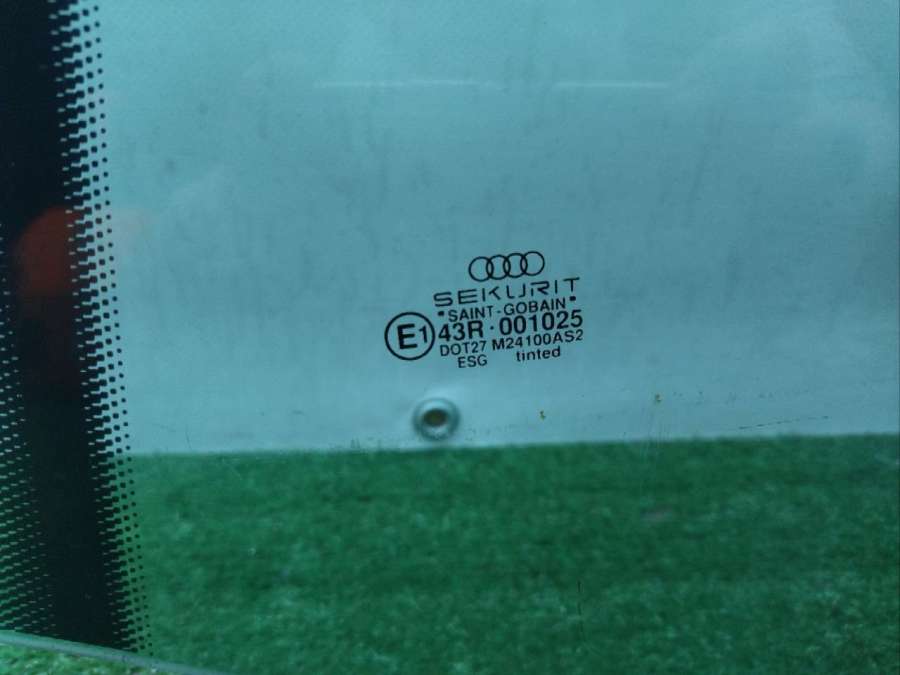 SEKURIT
• SAINT - GOBAIN •
E1 43R - 001025
DOT27 M24100AS2
ESG tinted